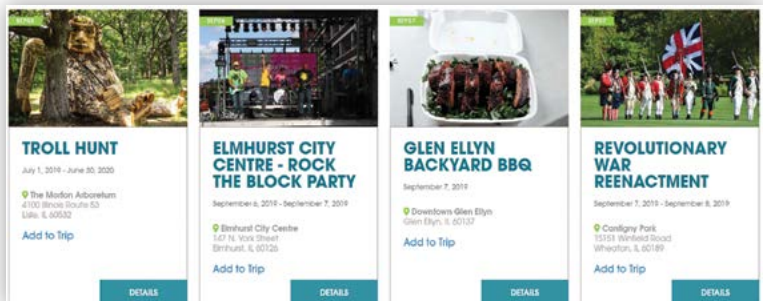 SEP06
SEP06
SEP07
SEP07
TROLL HUNT
July 1, 2019 - June 30, 2020
The Morton Arboretum
4100 Illinois Route 53
Lisle, IL 60532
Add to Trip
DETAILS
ELMHURST CITY
CENTRE - ROCK
THE BLOCK PARTY
September 6, 2019 - September 7, 2019
Elmhurst City Centre
147 N. York Street
Elmhurst, IL 60126
Add to Trip
DETAILS
GLEN ELLYN
BACKYARD BBQ
September 7, 2019
Downtown Glen Ellyn
Glen Ellyn, IL 60137
Add to Trip
DETAILS
REVOLUTIONARY
WAR
REENACTMENT
September 7, 2019 - September 8, 2019
Cantigny Park
1S151 Winfield Road
Wheaton, IL 60189
Add to Trip
DETAILS